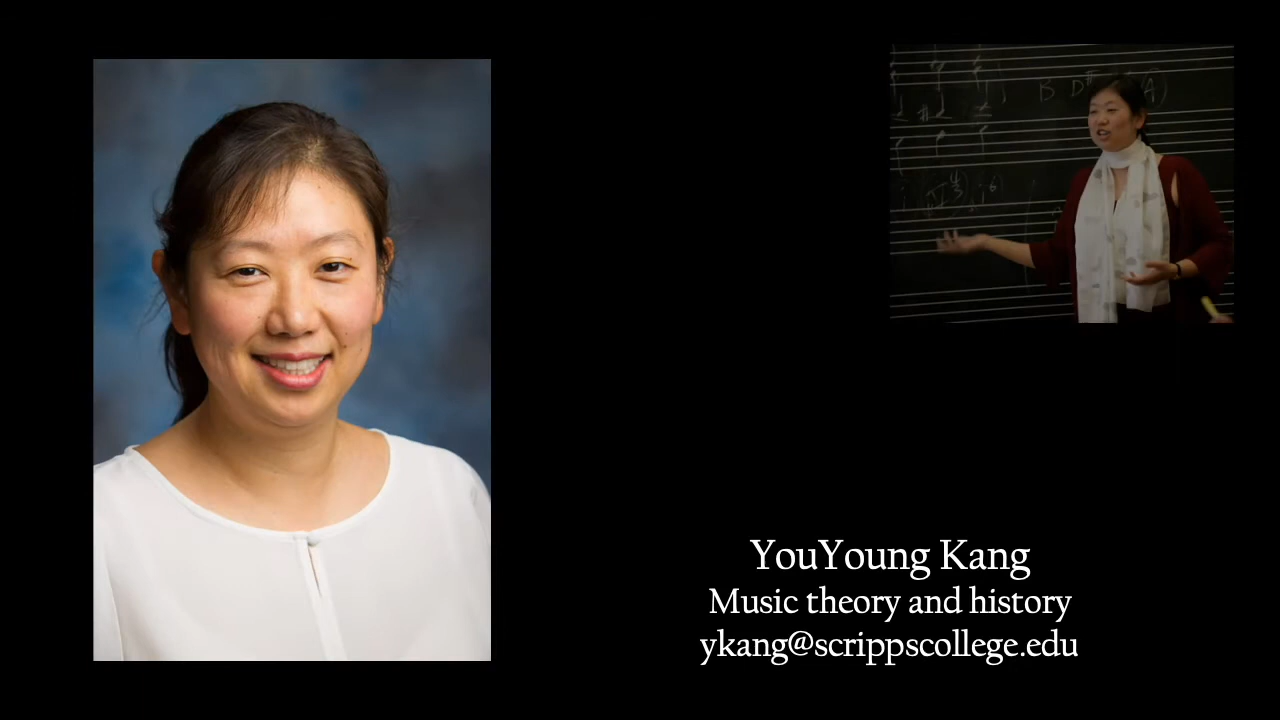 B D# A)
YouYoung Kang
Music theory and history
ykang@scrippscollege.edu